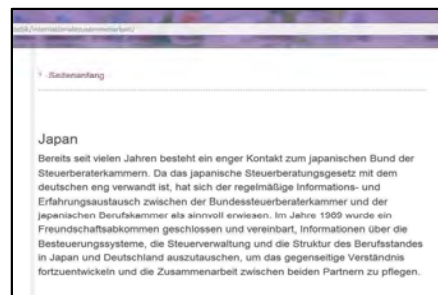 bstbk/internationalezusammenarbeit/
Seitenanfang
Japan
Bereits seit vielen Jahren besteht ein enger Kontakt zum japanischen Bund der
Steuerberaterkammern. Da das japanische Steuerberatungsgesetz mit dem
deutschen eng verwandt ist, hat sich der regelmäßige Informations- und
Erfahrungsaustausch zwischen der Bundessteuerberaterkammer und der
japanischen Berufskammer als sinnvoll erwiesen. Im Jahre 1989 wurde ein
Freundschaftsabkommen geschlossen und vereinbart, Informationen über die
Besteuerungssysteme, die Steuerverwaltung und die Struktur des Berufsstandes
in Japan und Deutschland auszutauschen, um das gegenseitige Verständnis
fortzuentwickeln und die Zusammenarbeit zwischen beiden Partnern zu pflegen.